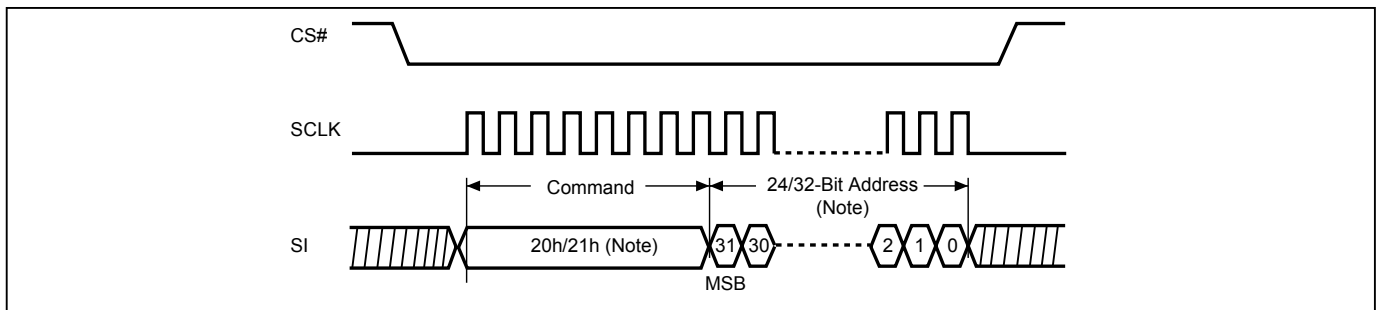 CS#
SCLK
Command
24/32-Bit Address
(Note)
SI
20h/21h (Note)
31
30
2
1
0
MSB